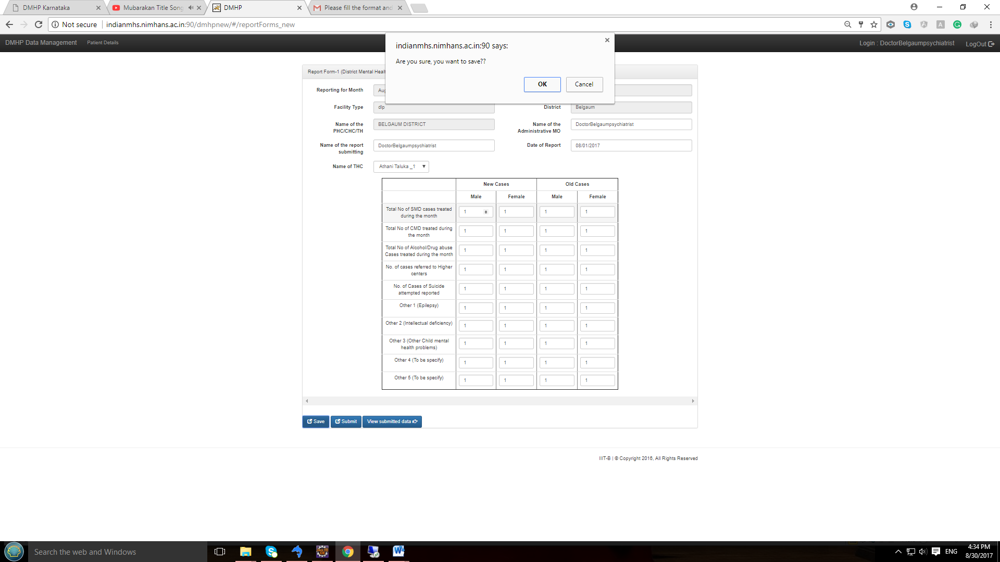 DMHP Karnataka
Mubarakan Title Song
DMHP
Please fill the format and
Not secure
indianmhs.nimhans.ac.in:90/dmhpnew/#/reportForms_new
DMHP Data Management
Patient Details
Login : DoctorBelgaumpsychiatrist
LogOut
indianmhs.nimhans.ac.in:90 says:
Are you sure, you want to save??
OK
Cancel
Report Form-1 (District Mental Healt
Reporting for Month
Aug
Facility Type
dlp
District
Belgaum
Name of the
PHC/CHC/TH
BELGAUM DISTRICT
Name of the
Administrative MO
DoctorBelgaumpsychiatrist
Name of the report
submitting
DoctorBelgaumpsychiatrist
Date of Report
08/01/2017
Name of THC
Athani Taluka _1
New Cases Old Cases
Male Female Male Female
Total No of SMD cases treated
during the month
1 1 1 1
Total No of CMD treated during
the month
1 1 1 1
Total No of Alcohol/Drug abuse
Cases treated during the month
1 1 1 1
No. of cases referred to Higher
centers
1 1 1 1
No. of Cases of Suicide
attempted reported
1 1 1 1
Other 1 (Epilepsy)
1 1 1 1
Other 2 (Intellectual deficiency)
1 1 1 1
Other 3 (Other Child mental
health problems)
1 1 1 1
Other 4 (To be specify)
1 1 1 1
Other 5 (To be specify)
1 1 1 1
Save
Submit
View submitted data
IIIT-B | © Copyright 2016, All Rights Reserved
Search the web and Windows
ENG
4:34 PM
8/30/2017